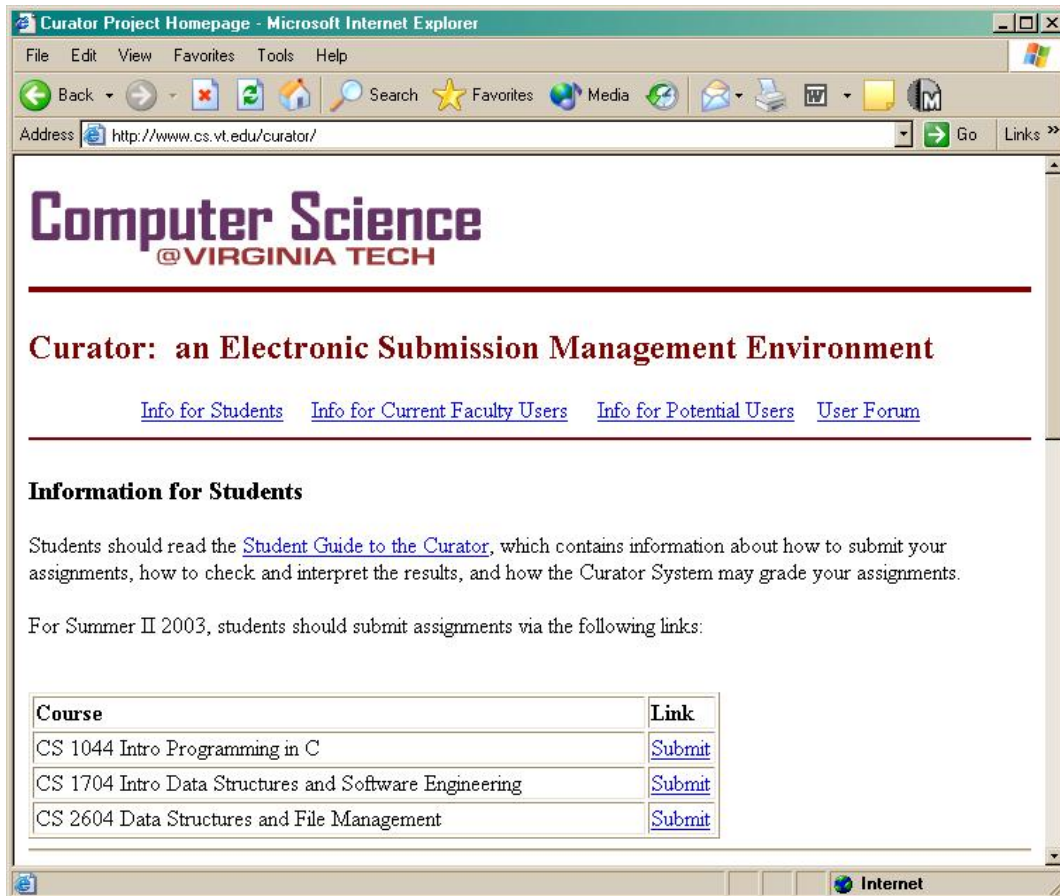 Curator Project Homepage - Microsoft Internet Explorer
File Edit View Favorites Tools Help
Back Search Favorites Media W M
Address http://www.cs.vt.edu/curator/ Go Links »
Computer Science
@VIRGINIA TECH
Curator: an Electronic Submission Management Environment
Info for Students Info for Current Faculty Users Info for Potential Users User Forum
Information for Students
Students should read the Student Guide to the Curator, which contains information about how to submit your
assignments, how to check and interpret the results, and how the Curator System may grade your assignments.
For Summer II 2003, students should submit assignments via the following links:
Course Link
CS 1044 Intro Programming in C Submit
CS 1704 Intro Data Structures and Software Engineering Submit
CS 2604 Data Structures and File Management Submit
Internet